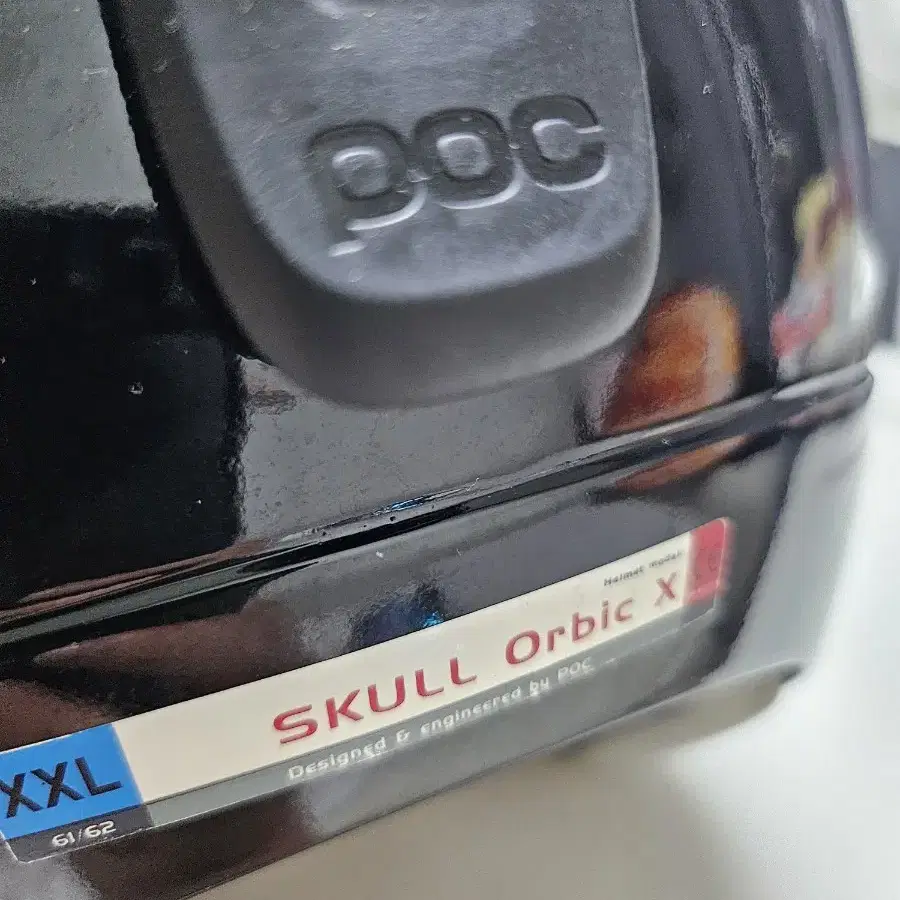 POC
Helmet model:
SKULL Orbic X
Designed & engineered by POC
XXL
61/62